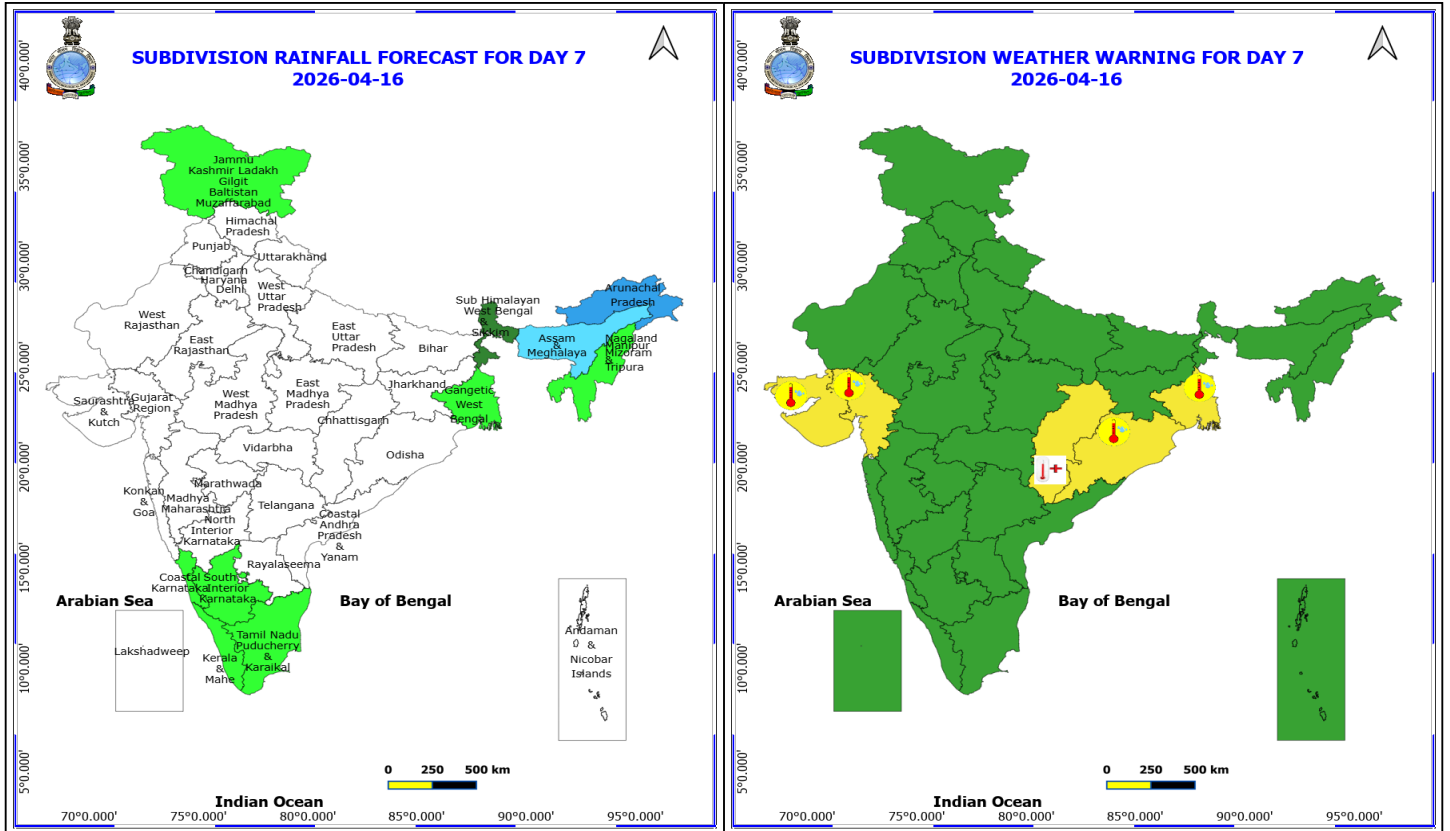 SUBDIVISION RAINFALL FORECAST FOR DAY 7
2026-04-16
40°0.000'
35°0.000'
30°0.000'
25°0.000'
20°0.000'
15°0.000'
10°0.000'
5°0.000'
Jammu
Kashmir Ladakh
Gilgit
Baltistan
Muzaffarabad
Himachal
Pradesh
Punjab
Uttarakhand
Chandigarh
Haryana
Delhi
West
Uttar
Pradesh
West
Rajasthan
East
Rajasthan
East
Uttar
Pradesh
Bihar
Sub Himalayan
West Bengal
&
Sikkim
Arunachal
Pradesh
Assam
&
Meghalaya
Nagaland
Manipur
Mizoram
&
Tripura
Saurashtra
&
Kutch
Gujarat
Region
West
Madhya
Pradesh
East
Madhya
Pradesh
Jharkhand
Gangetic
West
Bengal
Chhattisgarh
Vidarbha
Odisha
Konkan
&
Goa
Marathwada
Madhya
Maharashtra
Telangana
North
Interior
Karnataka
Coastal
Andhra
Pradesh
&
Yanam
Rayalaseema
Coastal
Karnataka
South
Interior
Karnataka
Tamil Nadu
Puducherry
&
Karaikal
Kerala
&
Mahe
Lakshadweep
Andaman
&
Nicobar
Islands
Arabian Sea
Bay of Bengal
Indian Ocean
0 250 500 km
70°0.000' 75°0.000' 80°0.000' 85°0.000' 90°0.000' 95°0.000'
SUBDIVISION WEATHER WARNING FOR DAY 7
2026-04-16
40°0.000'
35°0.000'
30°0.000'
25°0.000'
20°0.000'
15°0.000'
10°0.000'
5°0.000'
Arabian Sea
Bay of Bengal
Indian Ocean
0 250 500 km
70°0.000' 75°0.000' 80°0.000' 85°0.000' 90°0.000' 95°0.000'